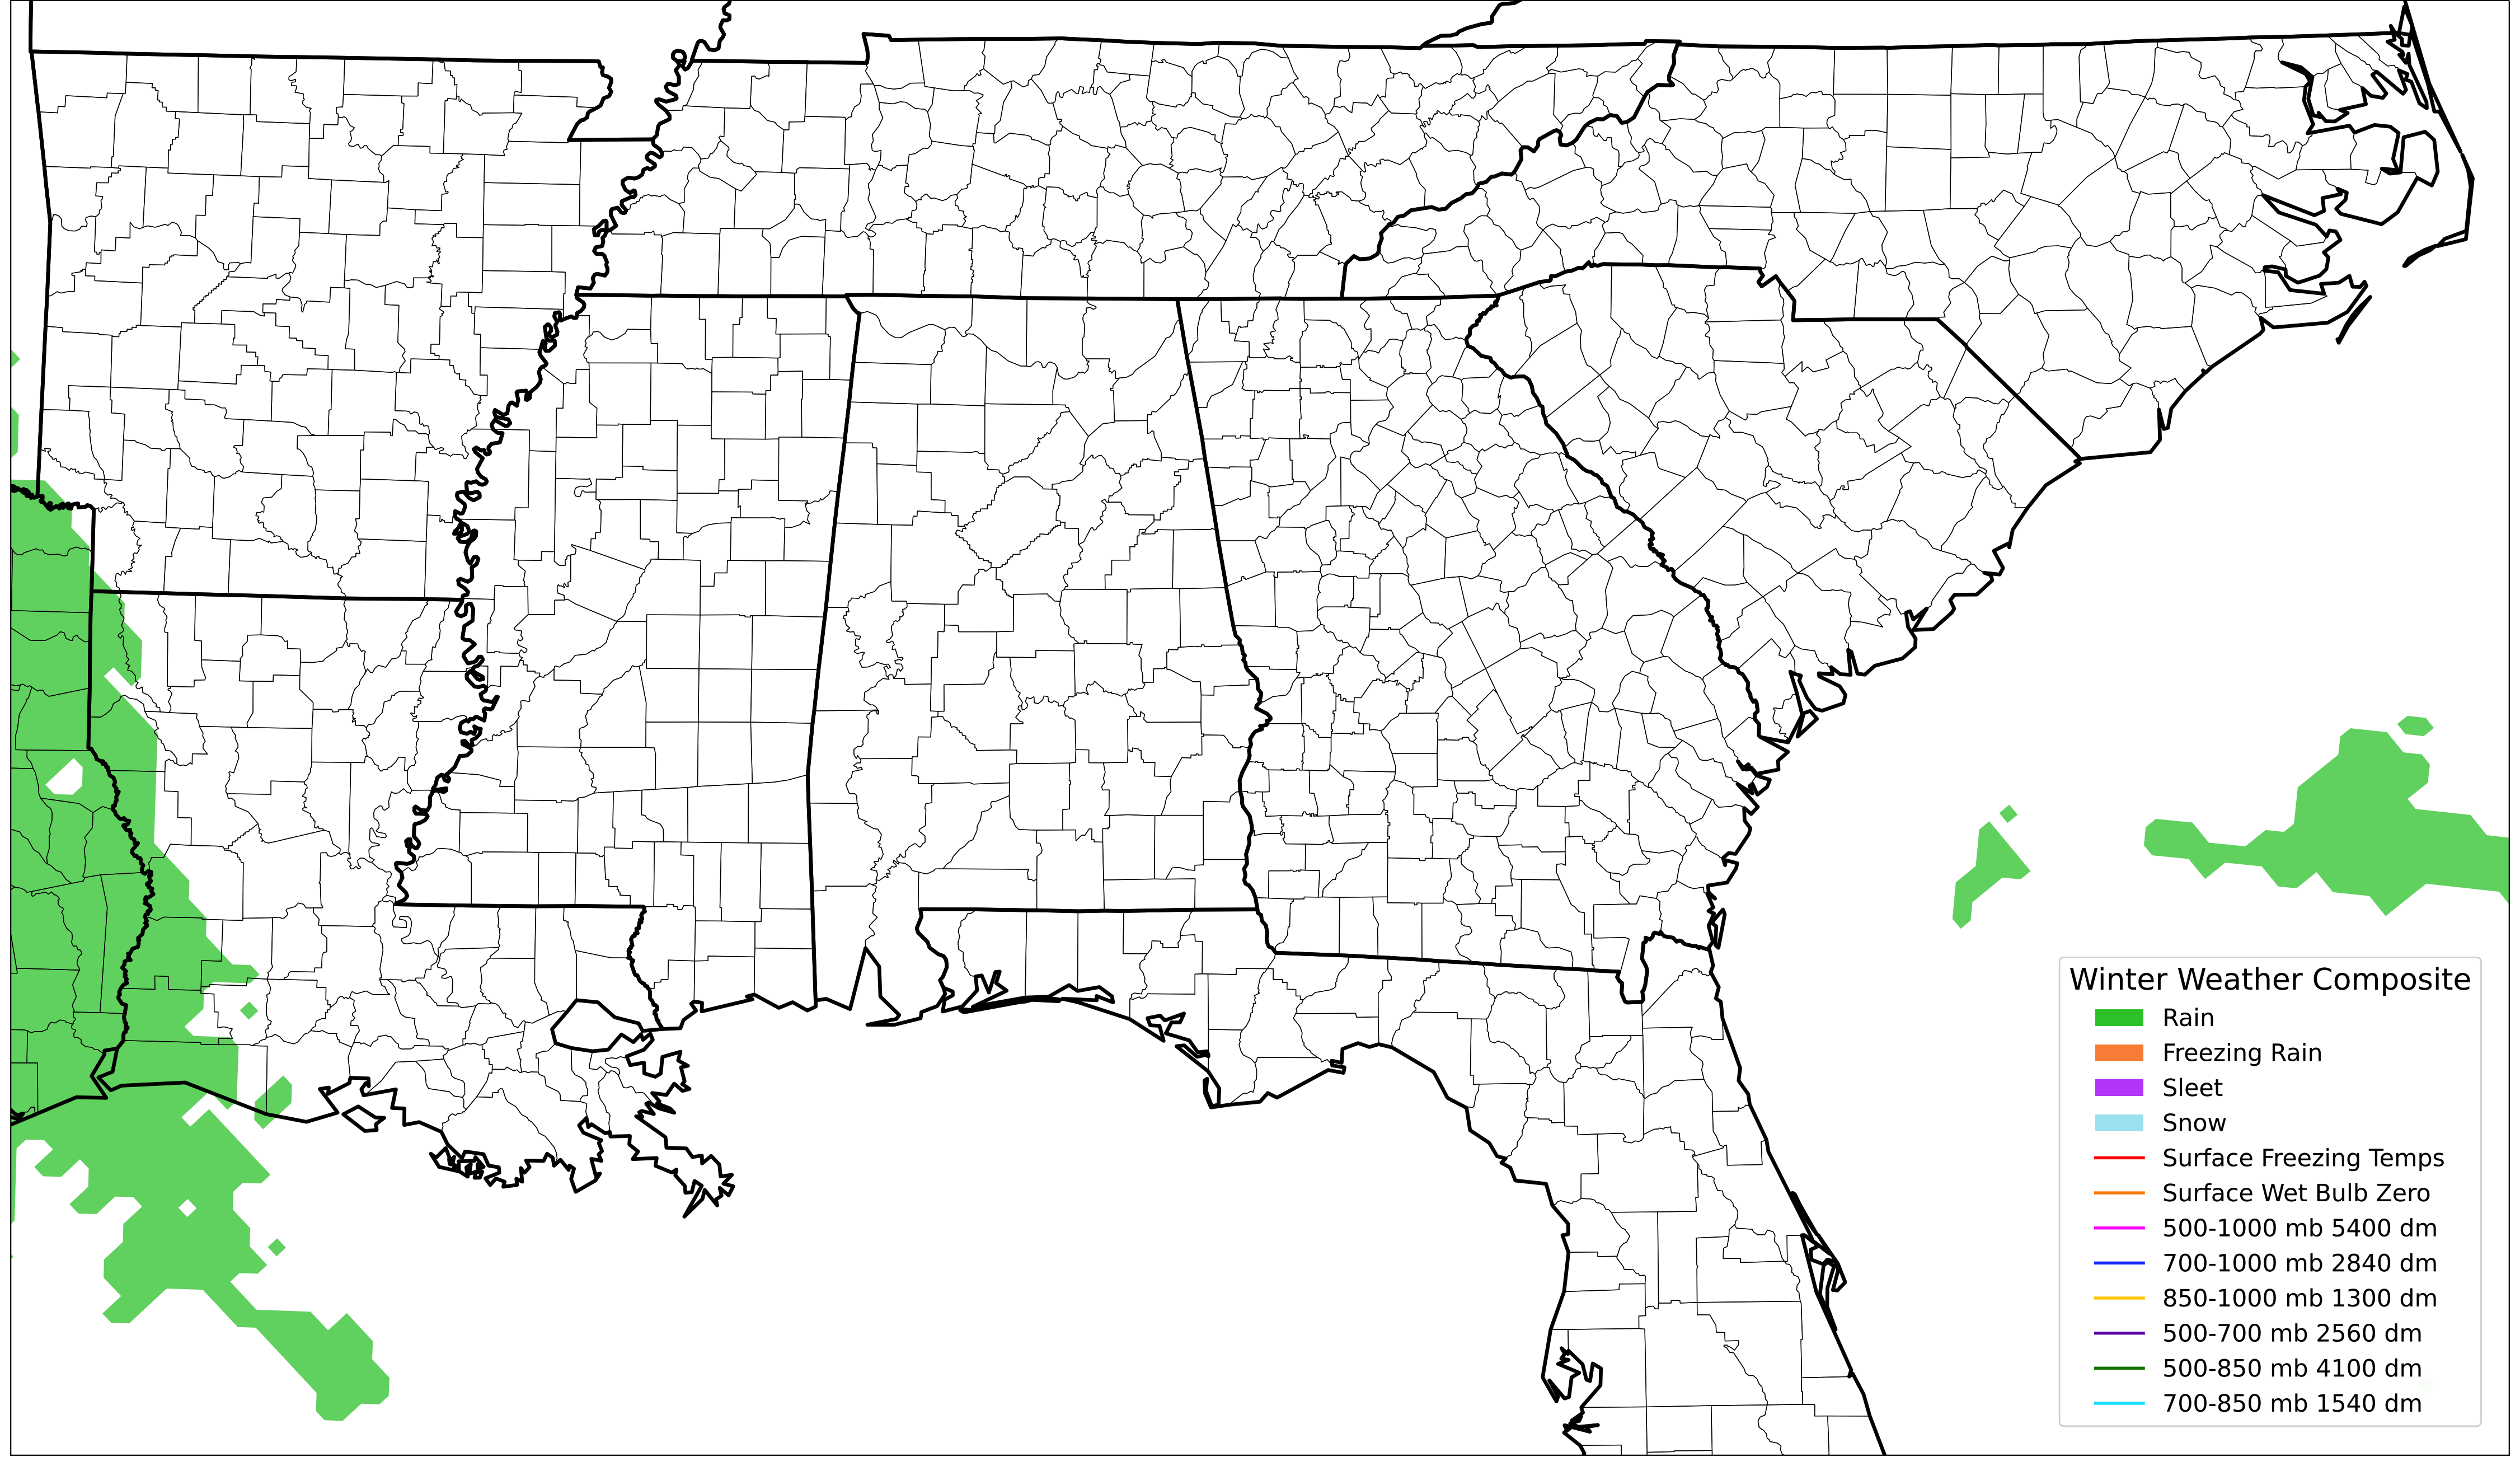 Winter Weather Composite
Rain
Freezing Rain
Sleet
Snow
Surface Freezing Temps
Surface Wet Bulb Zero
500-1000 mb 5400 dm
700-1000 mb 2840 dm
850-1000 mb 1300 dm
500-700 mb 2560 dm
500-850 mb 4100 dm
700-850 mb 1540 dm